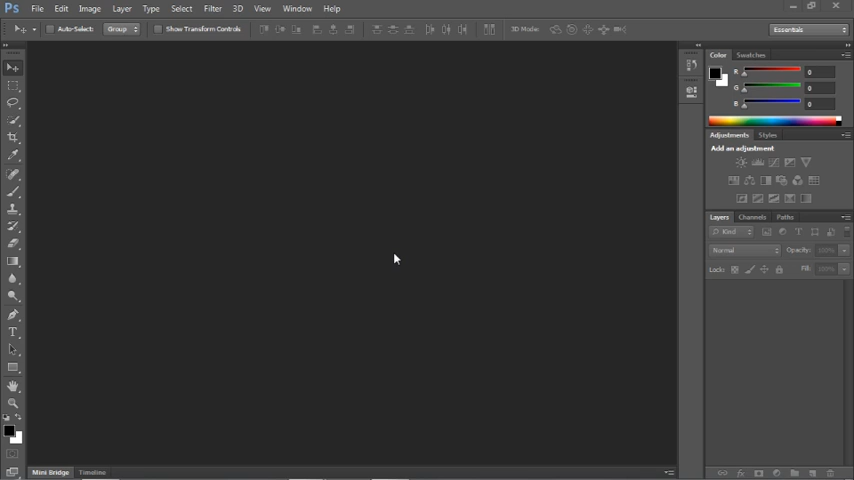 Ps File Edit Image Layer Type Select Filter 3D View Window Help
Auto-Select: Group Show Transform Controls 3D Mode: Essentials
Color Swatches
R 0
G 0
B 0
Adjustments Styles
Add an adjustment
Layers Channels Paths
Kind
Normal Opacity: 100%
Lock: Fill: 100%
T
fx
Mini Bridge Timeline